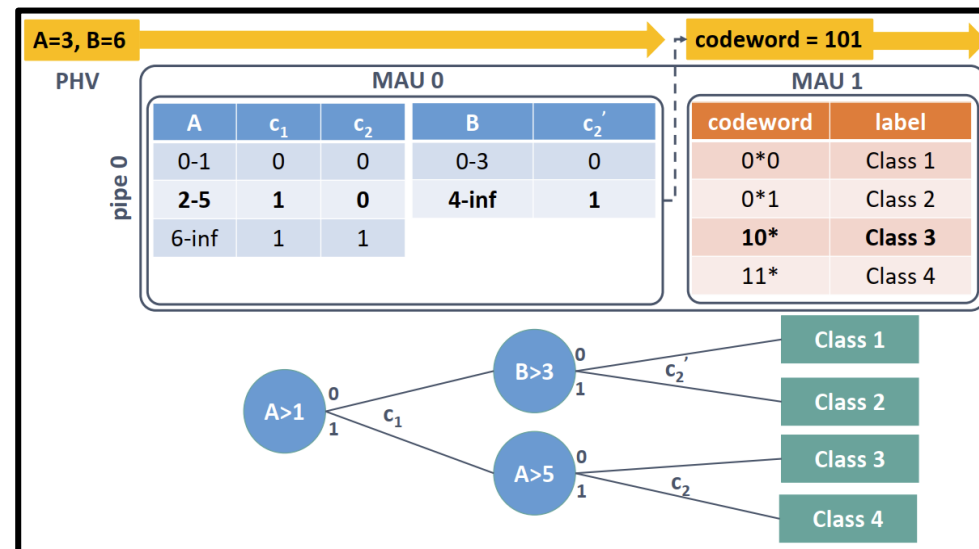 A=3, B=6
codeword = 101
PHV
MAU 0
MAU 1
pipe 0
A c₁ c₂
0-1 0 0
2-5 1 0
6-inf 1 1
B c₂'
0-3 0
4-inf 1
codeword label
0*0 Class 1
0*1 Class 2
10* Class 3
11* Class 4
A>1
0
1
c₁
B>3
0
1
c₂'
A>5
0
1
c₂
Class 1
Class 2
Class 3
Class 4